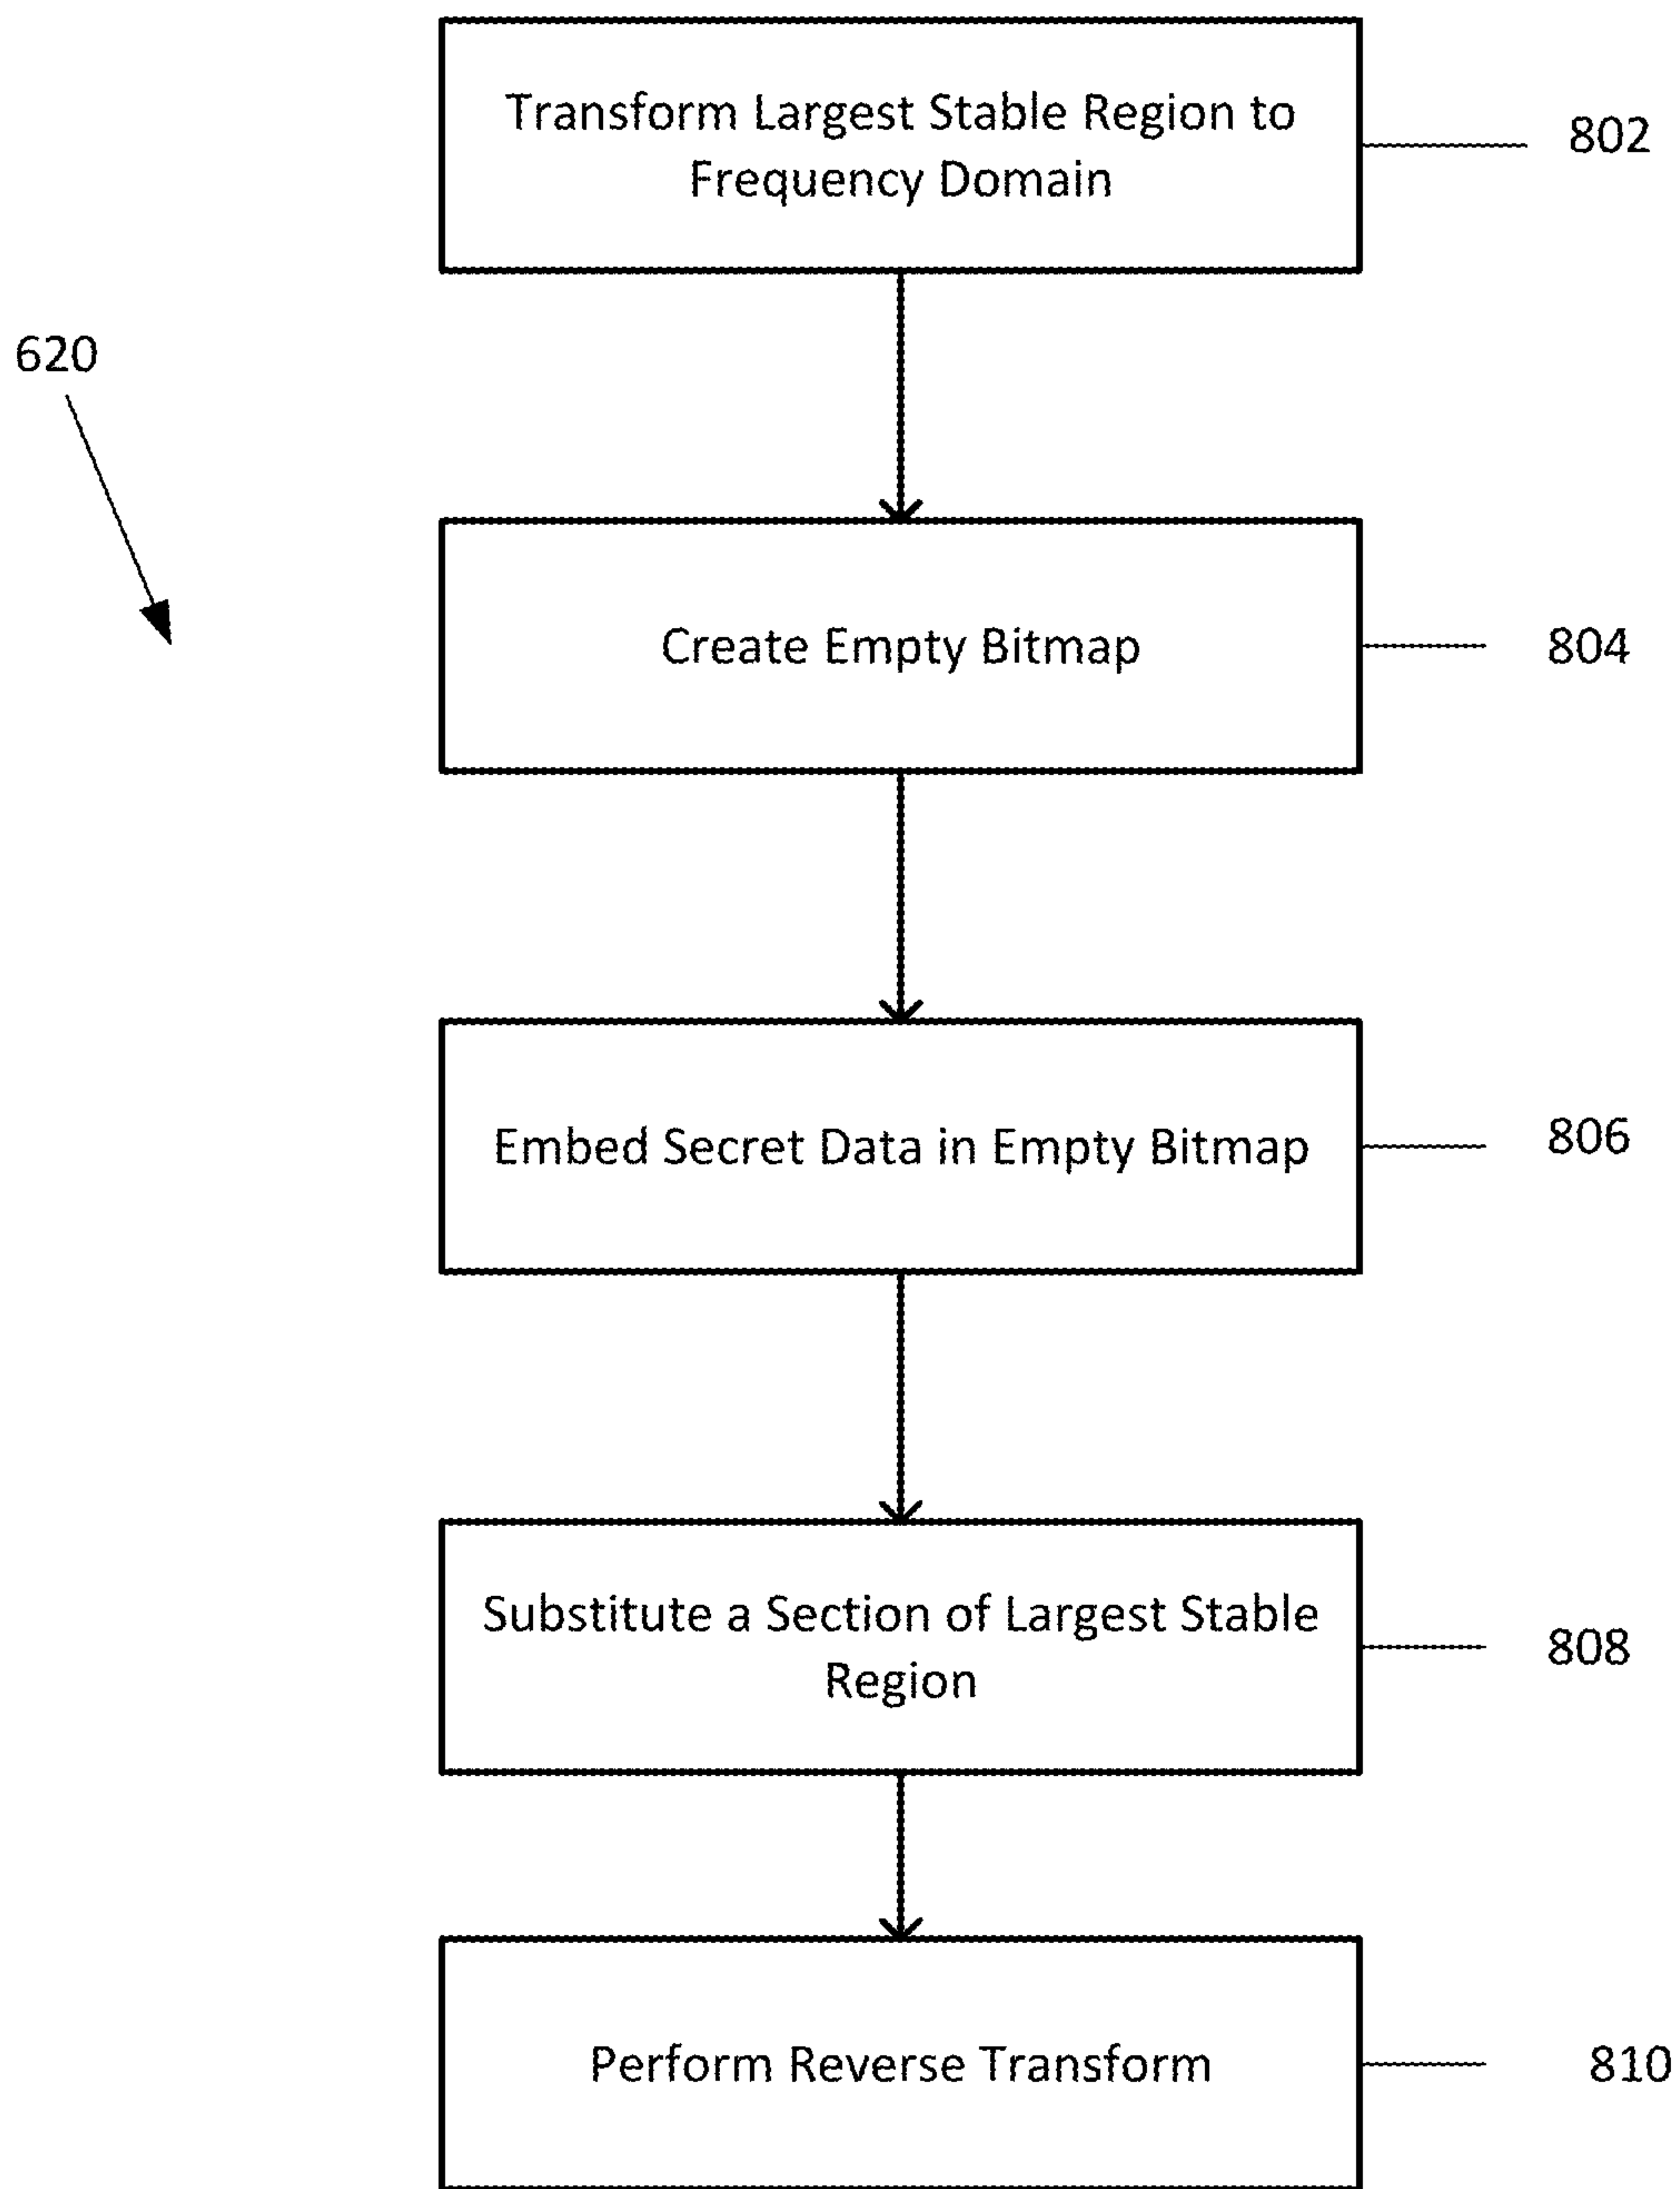 Transform Largest Stable Region to
Frequency Domain
802
620
Create Empty Bitmap
804
Embed Secret Data in Empty Bitmap
806
Substitute a Section of Largest Stable
Region
808
Perform Reverse Transform
810